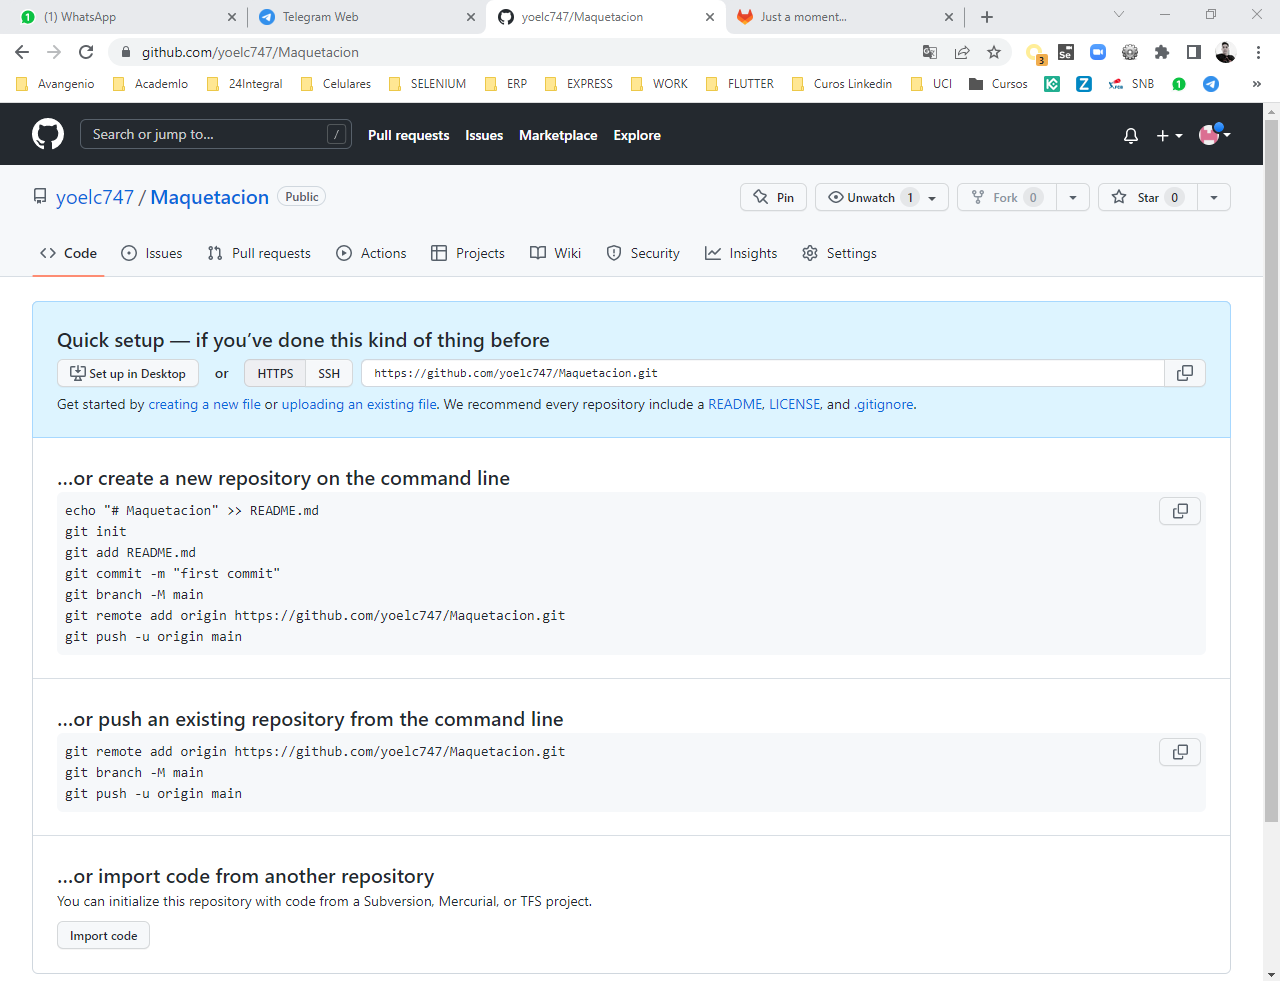 (1) WhatsApp
Telegram Web
yoelc747/Maquetacion
Just a moment...
github.com/yoelc747/Maquetacion
3
Se
Avangenio
Academlo
24Integral
Celulares
SELENIUM
ERP
EXPRESS
WORK
FLUTTER
Curos Linkedin
UCI
Cursos
SNB
»
Search or jump to... /
Pull requests
Issues
Marketplace
Explore
yoelc747 / Maquetacion Public
Pin
Unwatch 1
Fork 0
Star 0
Code
Issues
Pull requests
Actions
Projects
Wiki
Security
Insights
Settings
Quick setup — if you’ve done this kind of thing before
Set up in Desktop or HTTPS SSH https://github.com/yoelc747/Maquetacion.git
Get started by creating a new file or uploading an existing file. We recommend every repository include a README, LICENSE, and .gitignore.
…or create a new repository on the command line
echo "# Maquetacion" >> README.md
git init
git add README.md
git commit -m "first commit"
git branch -M main
git remote add origin https://github.com/yoelc747/Maquetacion.git
git push -u origin main
…or push an existing repository from the command line
git remote add origin https://github.com/yoelc747/Maquetacion.git
git branch -M main
git push -u origin main
…or import code from another repository
You can initialize this repository with code from a Subversion, Mercurial, or TFS project.
Import code